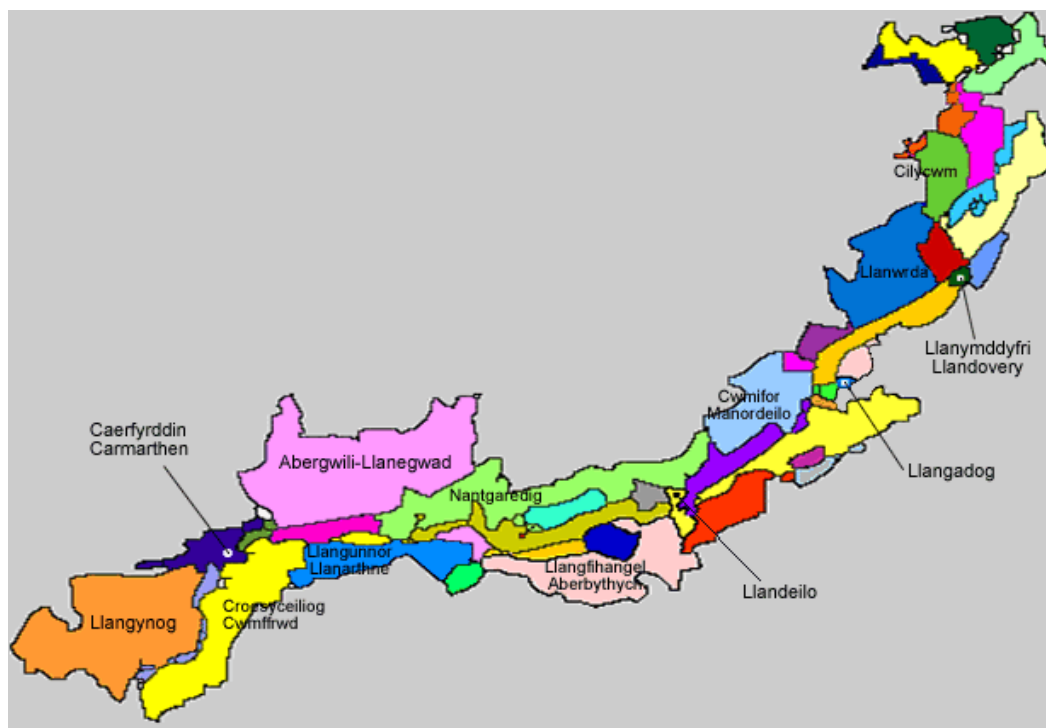 Cilycwm
Llanwrda
Llanymddyfri
Llandovery
Cwmifor
Manordeilo
Caerfyrddin
Carmarthen
Abergwili-Llanegwad
Llangadog
Nantgaredig
Llangunnor
Llanarthne
Llangfihangel
Aberbythych
Llandeilo
Croesyceiliog
Cwmffrwd
Llangynog